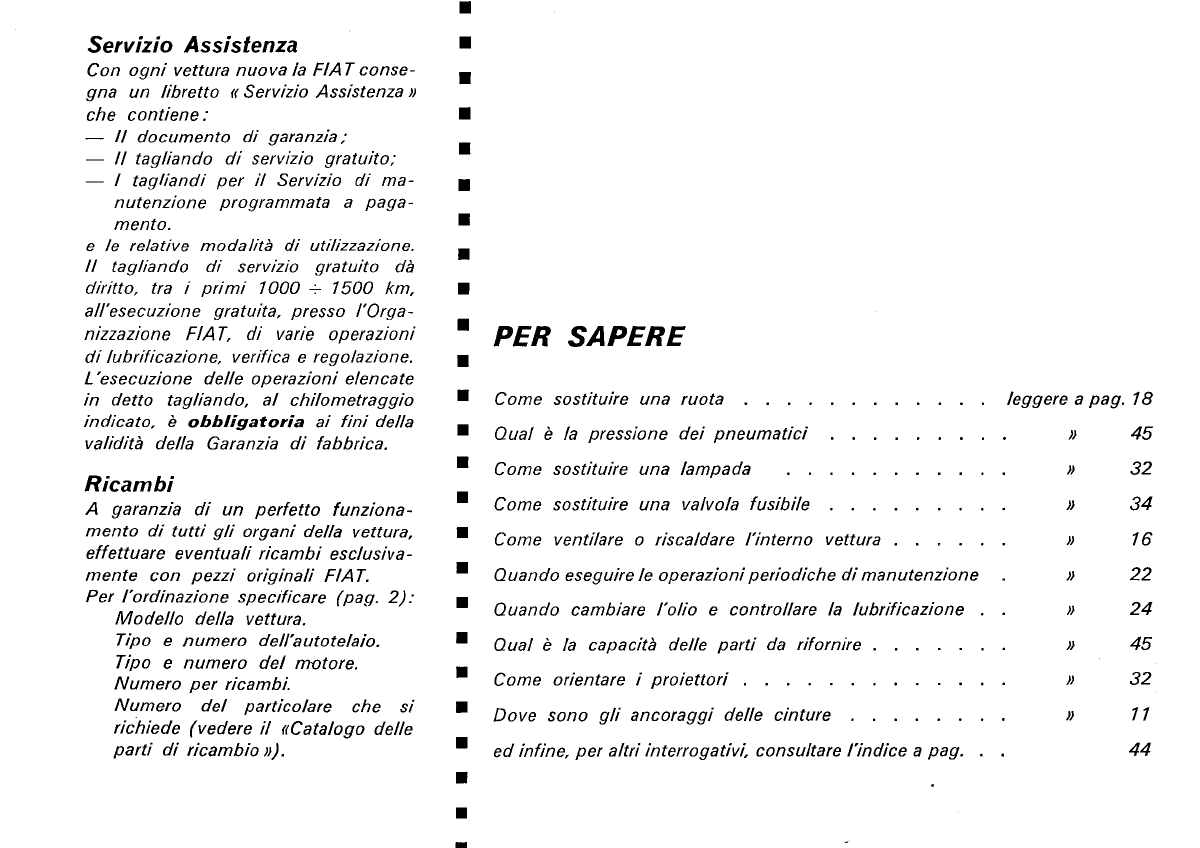 Servizio Assistenza
Con ogni vettura nuova la FIAT conse-
gna un libretto « Servizio Assistenza »
che contiene:
— Il documento di garanzia;
— Il tagliando di servizio gratuito;
— I tagliandi per il Servizio di ma-
nutenzione programmata a paga-
mento.
e le relative modalità di utilizzazione.
Il tagliando di servizio gratuito dà
diritto, tra i primi 1000 ÷ 1500 km,
all'esecuzione gratuita, presso l'Orga-
nizzazione FIAT, di varie operazioni
di lubrificazione, verifica e regolazione.
L'esecuzione delle operazioni elencate
in detto tagliando, al chilometraggio
indicato, è obbligatoria ai fini della
validità della Garanzia di fabbrica.
Ricambi
A garanzia di un perfetto funziona-
mento di tutti gli organi della vettura,
effettuare eventuali ricambi esclusiva-
mente con pezzi originali FIAT.
Per l'ordinazione specificare (pag. 2):
Modello della vettura.
Tipo e numero dell'autotelaio.
Tipo e numero del motore.
Numero per ricambi.
Numero del particolare che si
richiede (vedere il «Catalogo delle
parti di ricambio»).
PER SAPERE
Come sostituire una ruota . . . . . . . . . . . . leggere a pag. 18
Qual è la pressione dei pneumatici . . . . . . . . . » 45
Come sostituire una lampada . . . . . . . . . . . » 32
Come sostituire una valvola fusibile . . . . . . . . . » 34
Come ventilare o riscaldare l'interno vettura . . . . . . » 16
Quando eseguire le operazioni periodiche di manutenzione . » 22
Quando cambiare l'olio e controllare la lubrificazione . . » 24
Qual è la capacità delle parti da rifornire . . . . . . . » 45
Come orientare i proiettori . . . . . . . . . . . . . » 32
Dove sono gli ancoraggi delle cinture . . . . . . . . » 11
ed infine, per altri interrogativi, consultare l'indice a pag. . . 44